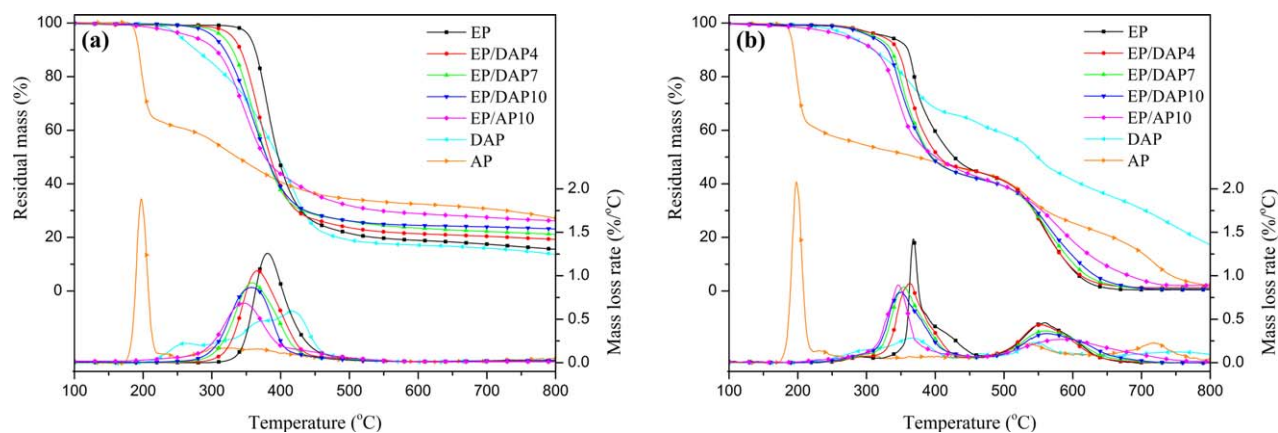 (a)
EP
EP/DAP4
EP/DAP7
EP/DAP10
EP/AP10
DAP
AP
Residual mass (%)
100
80
60
40
20
0
Mass loss rate (%/°C)
2.0
1.5
1.0
0.5
0.0
100 200 300 400 500 600 700 800
Temperature (°C)
(b)
EP
EP/DAP4
EP/DAP7
EP/DAP10
EP/AP10
DAP
AP
Residual mass (%)
100
80
60
40
20
0
Mass loss rate (%/°C)
2.0
1.5
1.0
0.5
0.0
100 200 300 400 500 600 700 800
Temperature (°C)